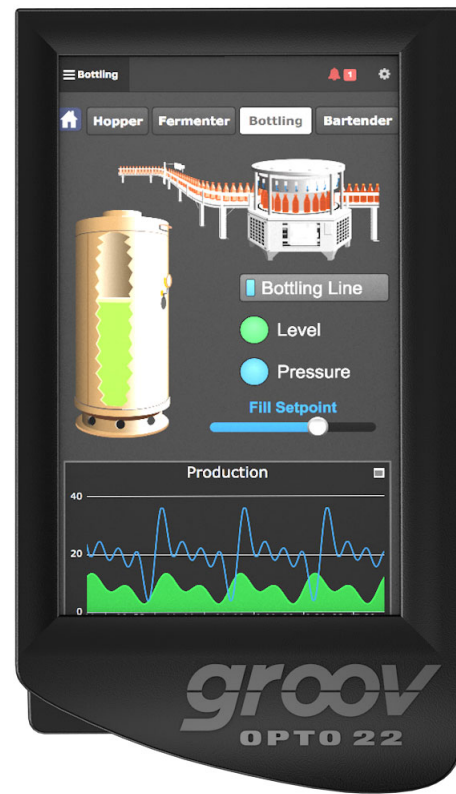 Bottling
1
Hopper Fermenter Bottling Bartender
Bottling Line
Level
Pressure
Fill Setpoint
Production
40
20
0
groov
OPTO 22